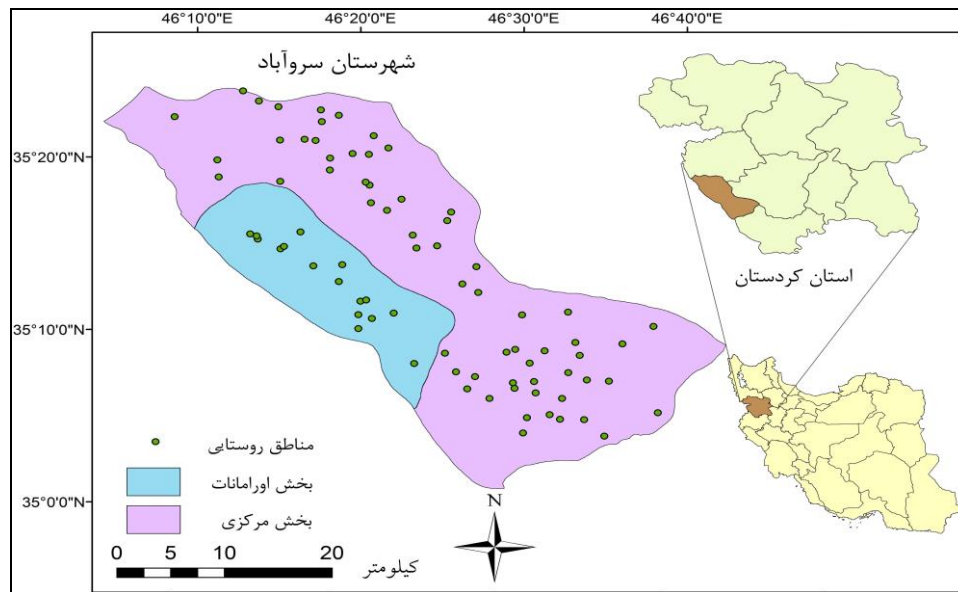 46°10'0"E 46°20'0"E 46°30'0"E 46°40'0"E
شهرستان سروآباد
35°20'0"N
استان کردستان
35°10'0"N
مناطق روستایی
بخش اورامانات
بخش مرکزی
35°0'0"N
N
0 5 10 20
کیلومتر